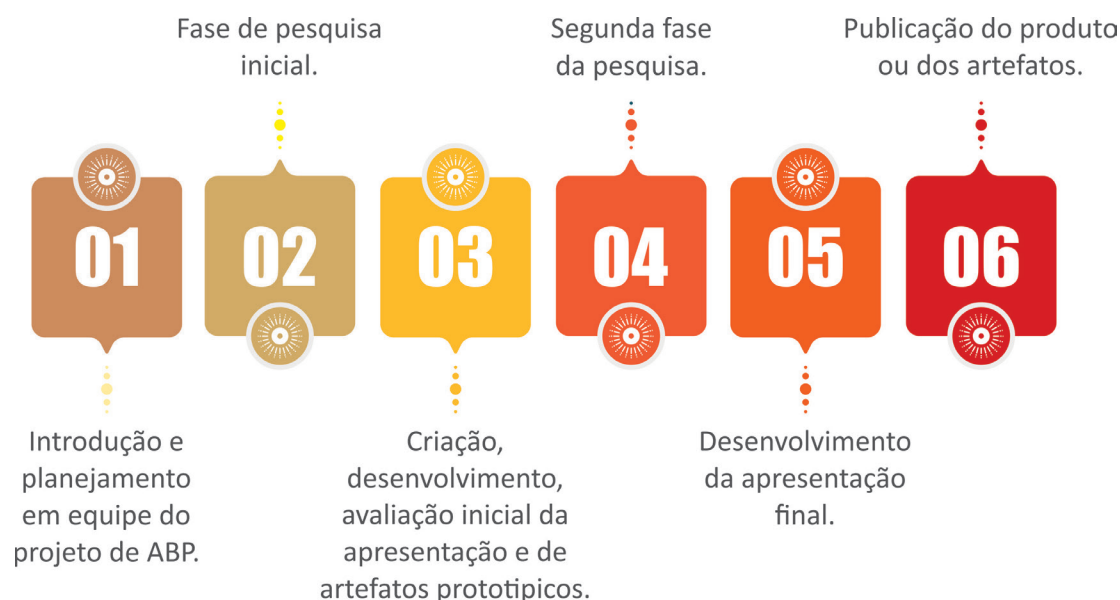 01
Introdução e
planejamento
em equipe do
projeto de ABP.
02
Fase de pesquisa
inicial.
03
Criação,
desenvolvimento,
avaliação inicial da
apresentação e de
artefatos prototípicos.
04
Segunda fase
da pesquisa.
05
Desenvolvimento
da apresentação
final.
06
Publicação do produto
ou dos artefatos.